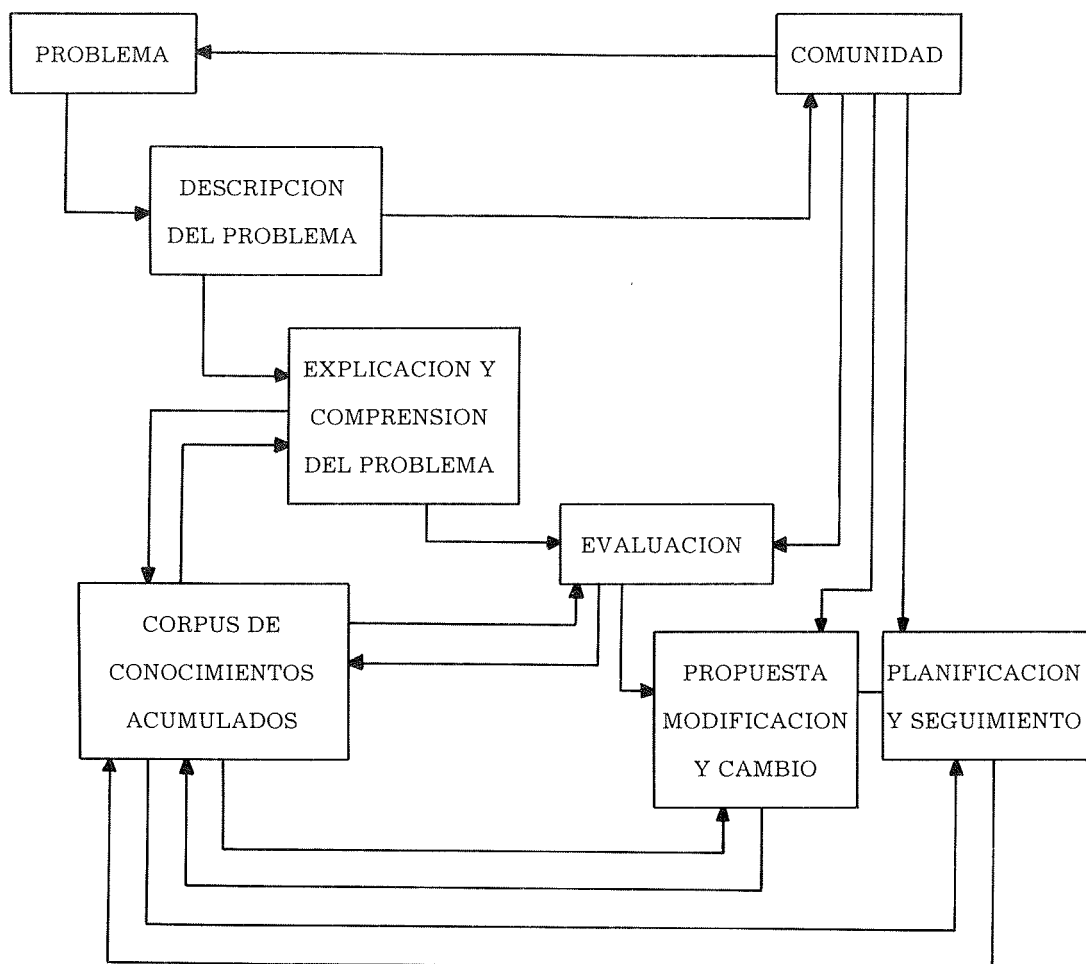 PROBLEMA
COMUNIDAD
DESCRIPCION
DEL PROBLEMA
EXPLICACION Y
COMPRENSION
DEL PROBLEMA
EVALUACION
CORPUS DE
CONOCIMIENTOS
ACUMULADOS
PROPUESTA
MODIFICACION
Y CAMBIO
PLANIFICACION
Y SEGUIMIENTO